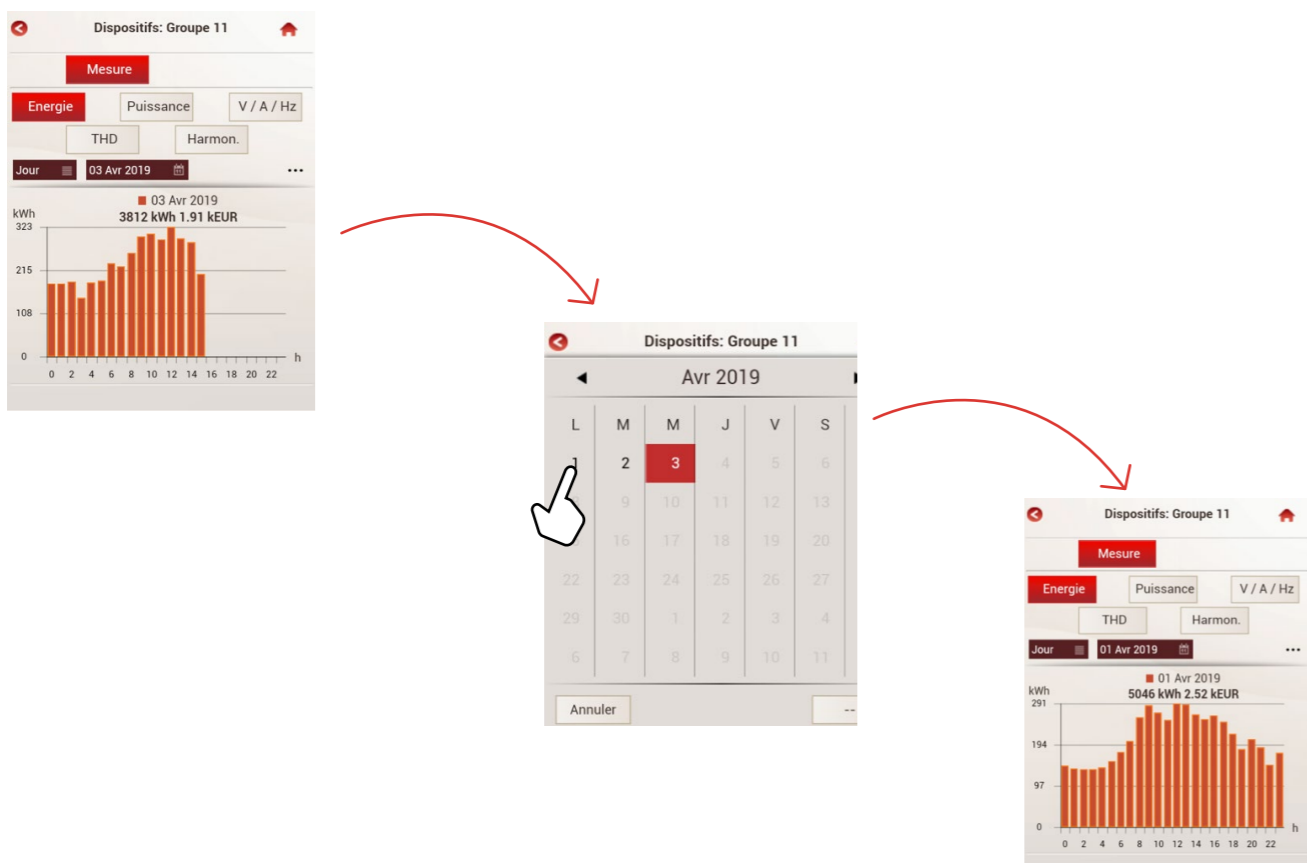 Dispositifs: Groupe 11
Mesure
Energie Puissance V / A / Hz
THD Harmon.
Jour 03 Avr 2019 ...
03 Avr 2019
kWh 3812 kWh 1.91 kEUR
323
215
108
0 h
0 2 4 6 8 10 12 14 16 18 20 22
Dispositifs: Groupe 11
Avr 2019
L M M J V S
1 2 3 4 5 6
9 10 11 12 13
16 17 18 19 20
22 23 24 25 26 27
29 30 1 2 3 4
6 7 8 9 10 11
Annuler --
Dispositifs: Groupe 11
Mesure
Energie Puissance V / A / Hz
THD Harmon.
Jour 01 Avr 2019 ...
01 Avr 2019
kWh 5046 kWh 2.52 kEUR
291
194
97
0 h
0 2 4 6 8 10 12 14 16 18 20 22